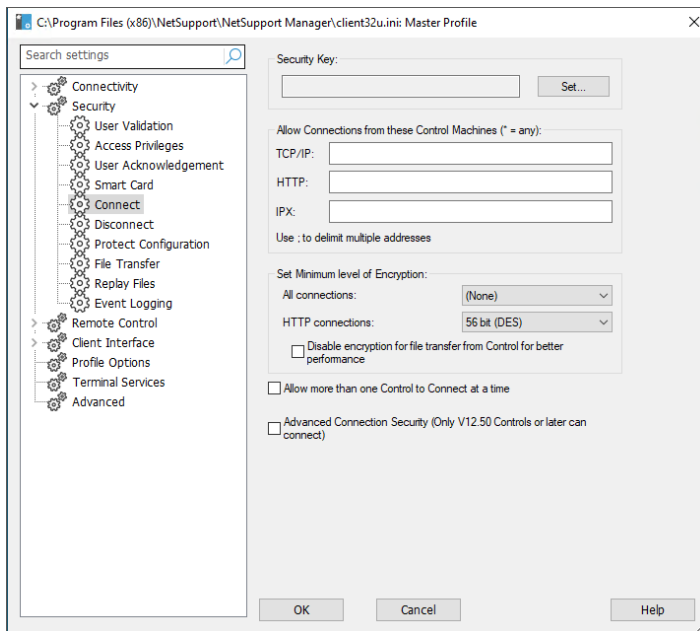 C:\Program Files (x86)\NetSupport\NetSupport Manager\client32u.ini: Master Profile
Search settings
Connectivity
Security
User Validation
Access Privileges
User Acknowledgement
Smart Card
Connect
Disconnect
Protect Configuration
File Transfer
Replay Files
Event Logging
Remote Control
Client Interface
Profile Options
Terminal Services
Advanced
Security Key:
Set...
Allow Connections from these Control Machines (* = any):
TCP/IP:
HTTP:
IPX:
Use ; to delimit multiple addresses
Set Minimum level of Encryption:
All connections: (None)
HTTP connections: 56 bit (DES)
Disable encryption for file transfer from Control for better
performance
Allow more than one Control to Connect at a time
Advanced Connection Security (Only V12.50 Controls or later can
connect)
OK Cancel Help